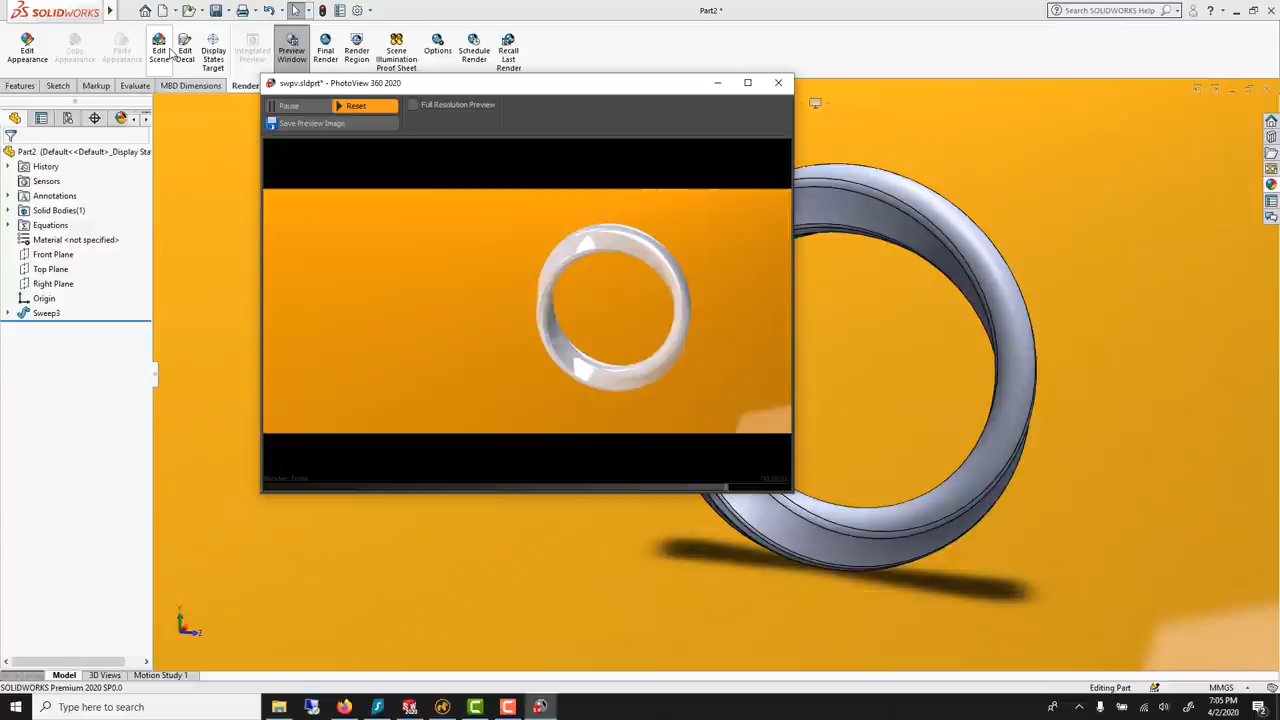 SOLIDWORKS
Part2 *
Search SOLIDWORKS Help
Edit Appearance
Copy Appearance
Paste Appearance
Edit Scene
Edit Decal
Display States Target
Integrated Preview
Preview Window
Final Render
Render Region
Scene Illumination Proof Sheet
Options
Schedule Render
Recall Last Render
Features
Sketch
Markup
Evaluate
MBD Dimensions
Render
swpv.sldprt* - PhotoView 360 2020
Pause
Reset
Full Resolution Preview
Save Preview Image
Part2 (Default<<Default>_Display Sta
History
Sensors
Annotations
Solid Bodies(1)
Equations
Material <not specified>
Front Plane
Top Plane
Right Plane
Origin
Sweep3
Render: Done
Y
Z
Model
3D Views
Motion Study 1
SOLIDWORKS Premium 2020 SP0.0
Editing Part
MMGS
Type here to search
7:05 PM
4/2/2020